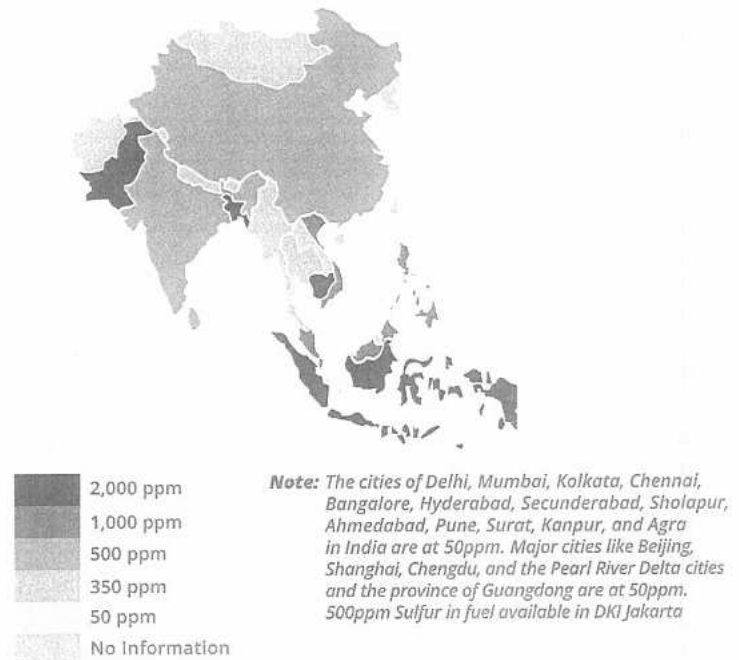 2,000 ppm
1,000 ppm
500 ppm
350 ppm
50 ppm
No Information
Note: The cities of Delhi, Mumbai, Kolkata, Chennai,
Bangalore, Hyderabad, Secunderabad, Sholapur,
Ahmedabad, Pune, Surat, Kanpur, and Agra
in India are at 50ppm. Major cities like Beijing,
Shanghai, Chengdu, and the Pearl River Delta cities
and the province of Guangdong are at 50ppm.
500ppm Sulfur in fuel available in DKI Jakarta